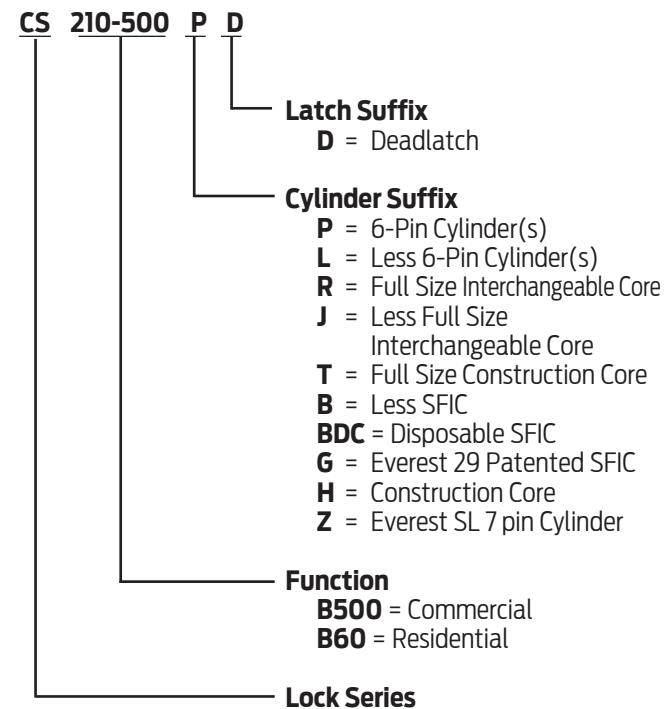 CS 210-500 P D
Latch Suffix
D = Deadlatch
Cylinder Suffix
P = 6-Pin Cylinder(s)
L = Less 6-Pin Cylinder(s)
R = Full Size Interchangeable Core
J = Less Full Size
Interchangeable Core
T = Full Size Construction Core
B = Less SFIC
BDC = Disposable SFIC
G = Everest 29 Patented SFIC
H = Construction Core
Z = Everest SL 7 pin Cylinder
Function
B500 = Commercial
B60 = Residential
Lock Series